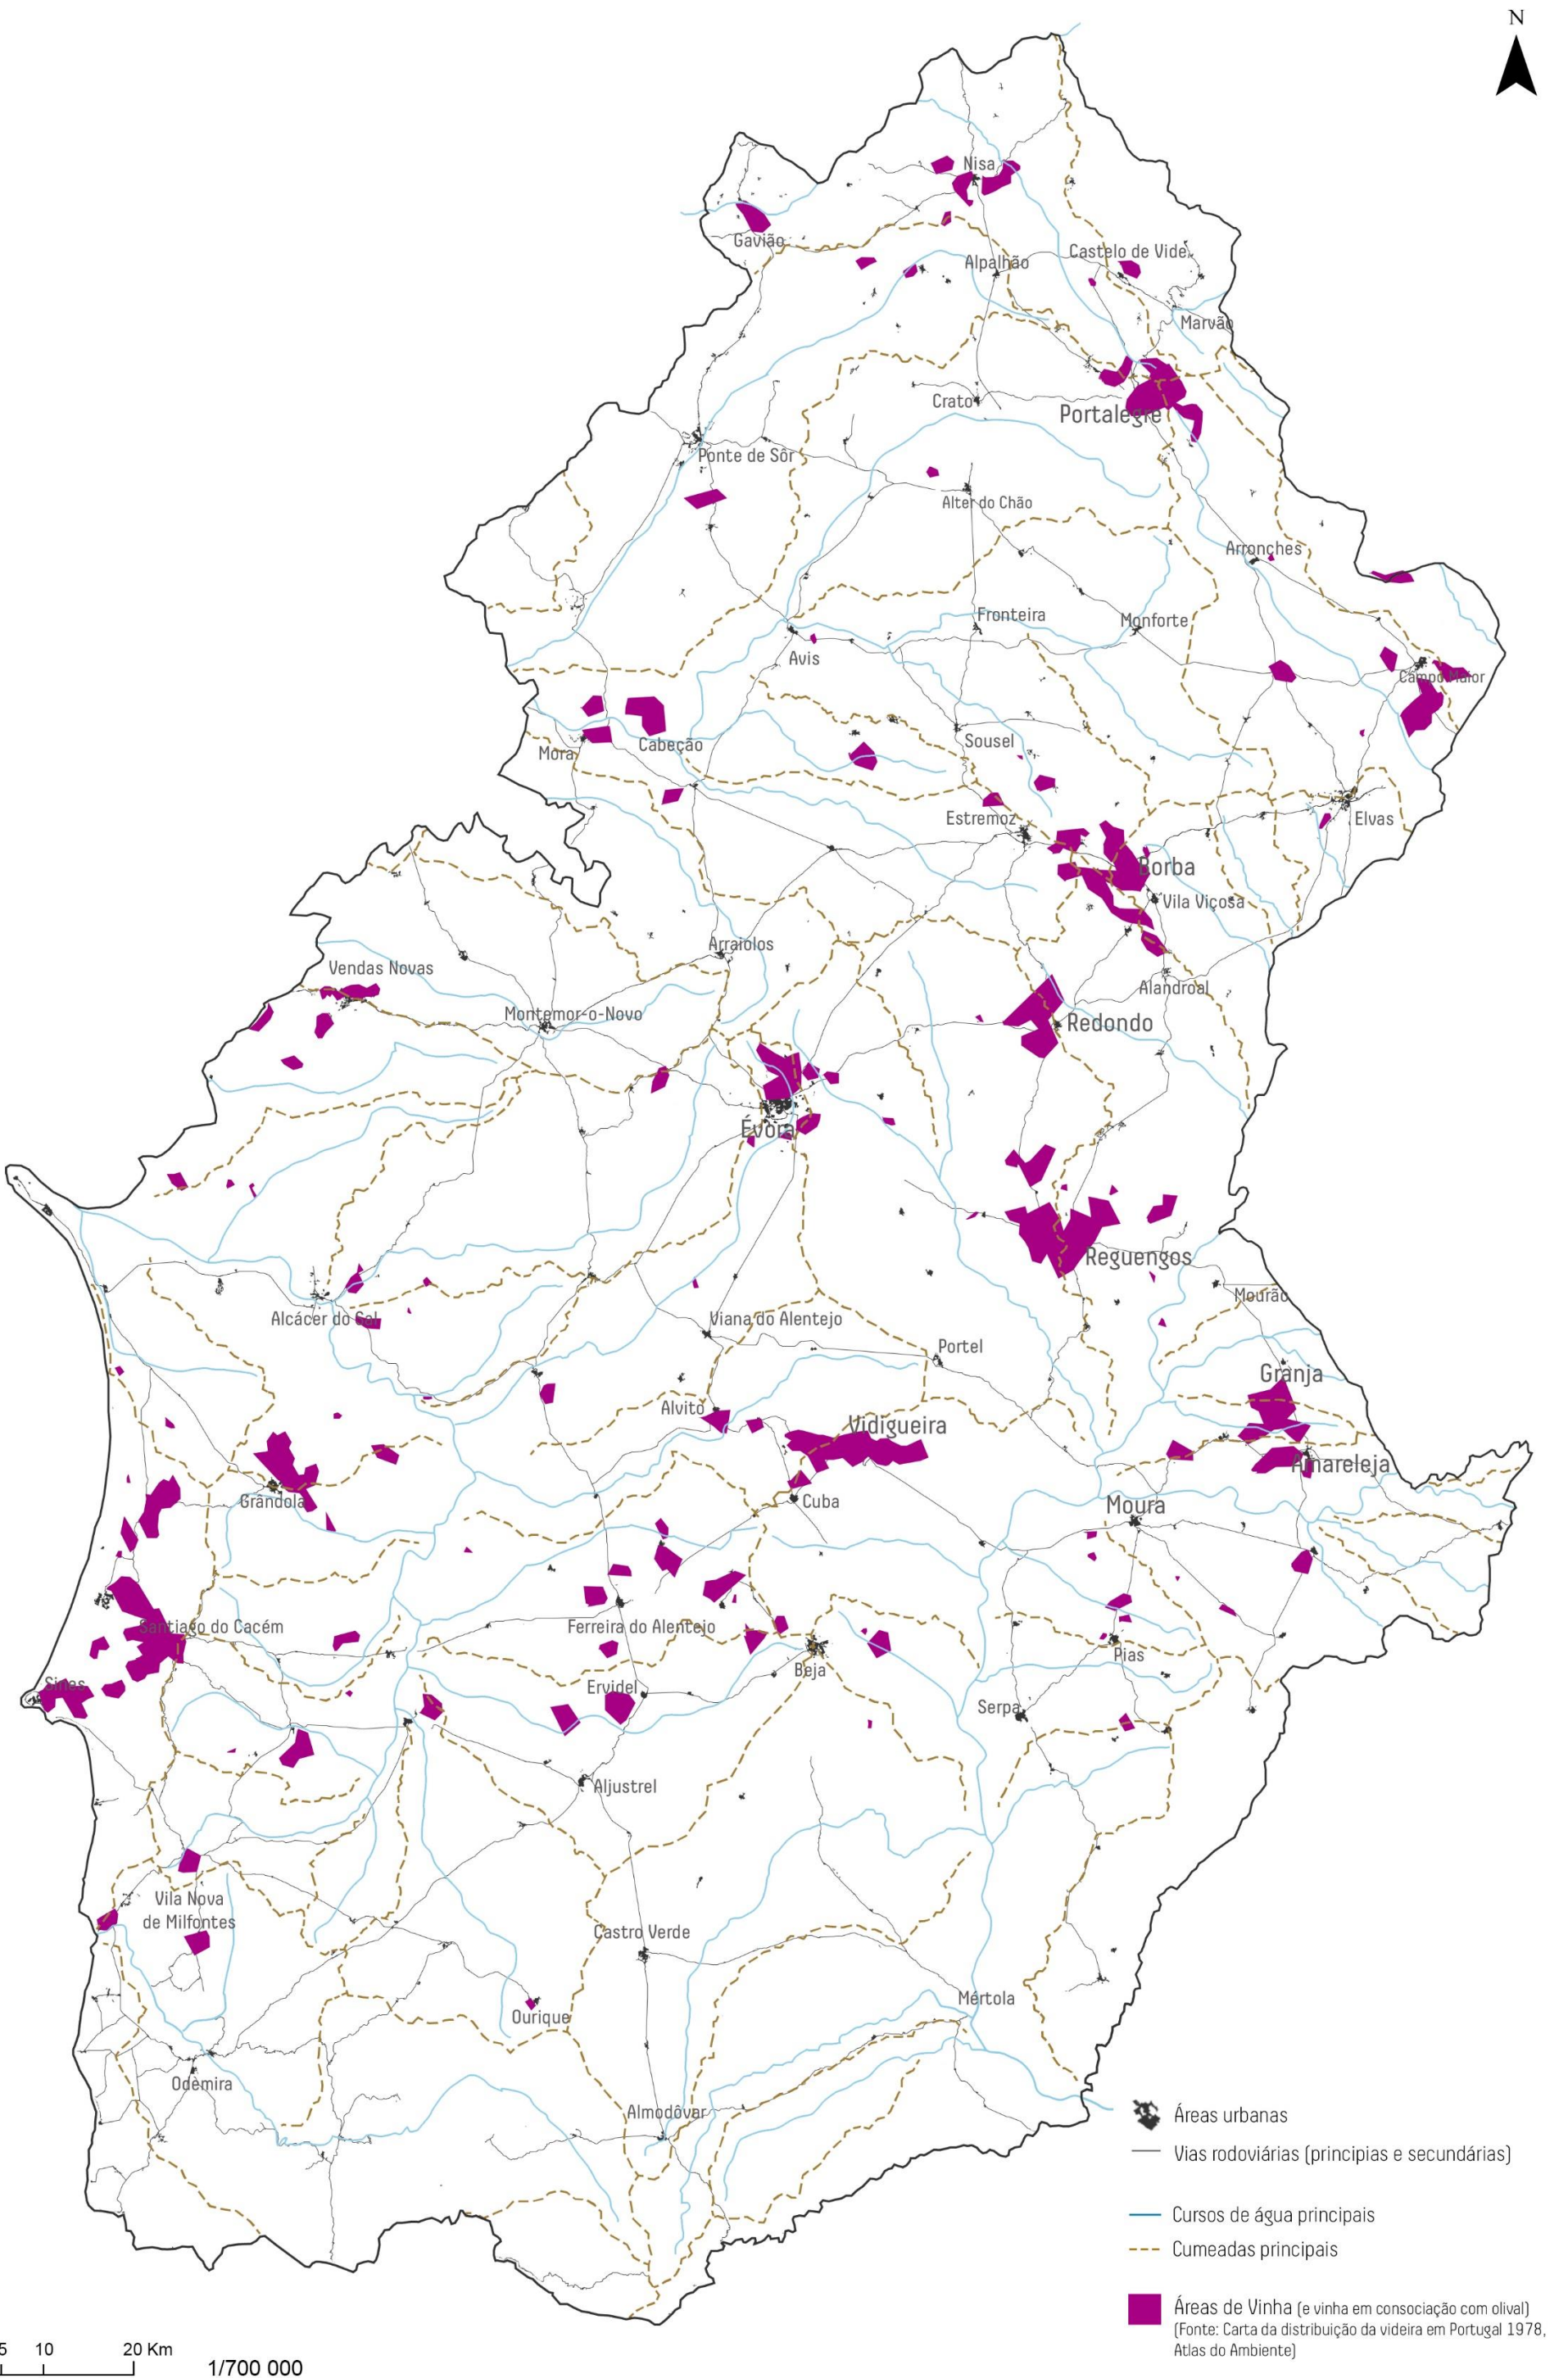 N
Nisa
Gavião
Castelo de Vide
Alpalhão
Marvão
Crato
Portalegre
Ponte de Sôr
Alter do Chão
Arronches
Fronteira
Monforte
Avis
Campo Maior
Mora
Cabeção
Sousel
Estremoz
Elvas
Borba
Vila Viçosa
Arraiolos
Vendas Novas
Alandroal
Montemor-o-Novo
Redondo
Évora
Reguengos
Mourão
Alcácer do Sal
Viana do Alentejo
Portel
Granja
Alvito
Vidigueira
Amareleja
Grândola
Cuba
Moura
Santiago do Cacém
Ferreira do Alentejo
Pias
Beja
Sines
Ervidel
Serpa
Aljustrel
Vila Nova
de Milfontes
Castro Verde
Mértola
Ourique
Odemira
Almodôvar
Áreas urbanas
Vias rodoviárias (principias e secundárias)
Cursos de água principais
Cumeadas principais
Áreas de Vinha (e vinha em consociação com olival)
(Fonte: Carta da distribuição da videira em Portugal 1978,
Atlas do Ambiente)
5 10 20 Km
1/700 000